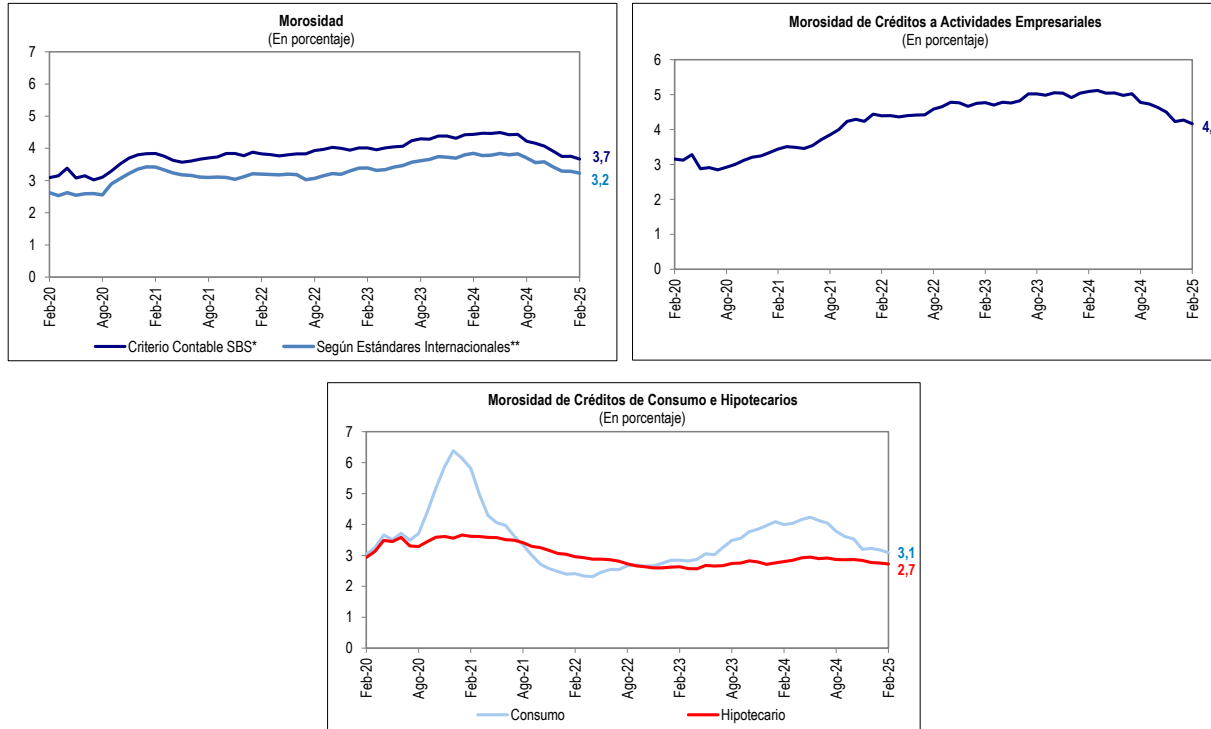 Morosidad
(En porcentaje)
7
6
5
4
3
2
1
0
3,7
3,2
Feb-20
Ago-20
Feb-21
Ago-21
Feb-22
Ago-22
Feb-23
Ago-23
Feb-24
Ago-24
Feb-25
Criterio Contable SBS*
Según Estándares Internacionales**
Morosidad de Créditos a Actividades Empresariales
(En porcentaje)
6
5
4
3
2
1
0
4,
Feb-20
Ago-20
Feb-21
Ago-21
Feb-22
Ago-22
Feb-23
Ago-23
Feb-24
Ago-24
Feb-25
Morosidad de Créditos de Consumo e Hipotecarios
(En porcentaje)
7
6
5
4
3
2
1
0
3,1
2,7
Feb-20
Ago-20
Feb-21
Ago-21
Feb-22
Ago-22
Feb-23
Ago-23
Feb-24
Ago-24
Feb-25
Consumo
Hipotecario